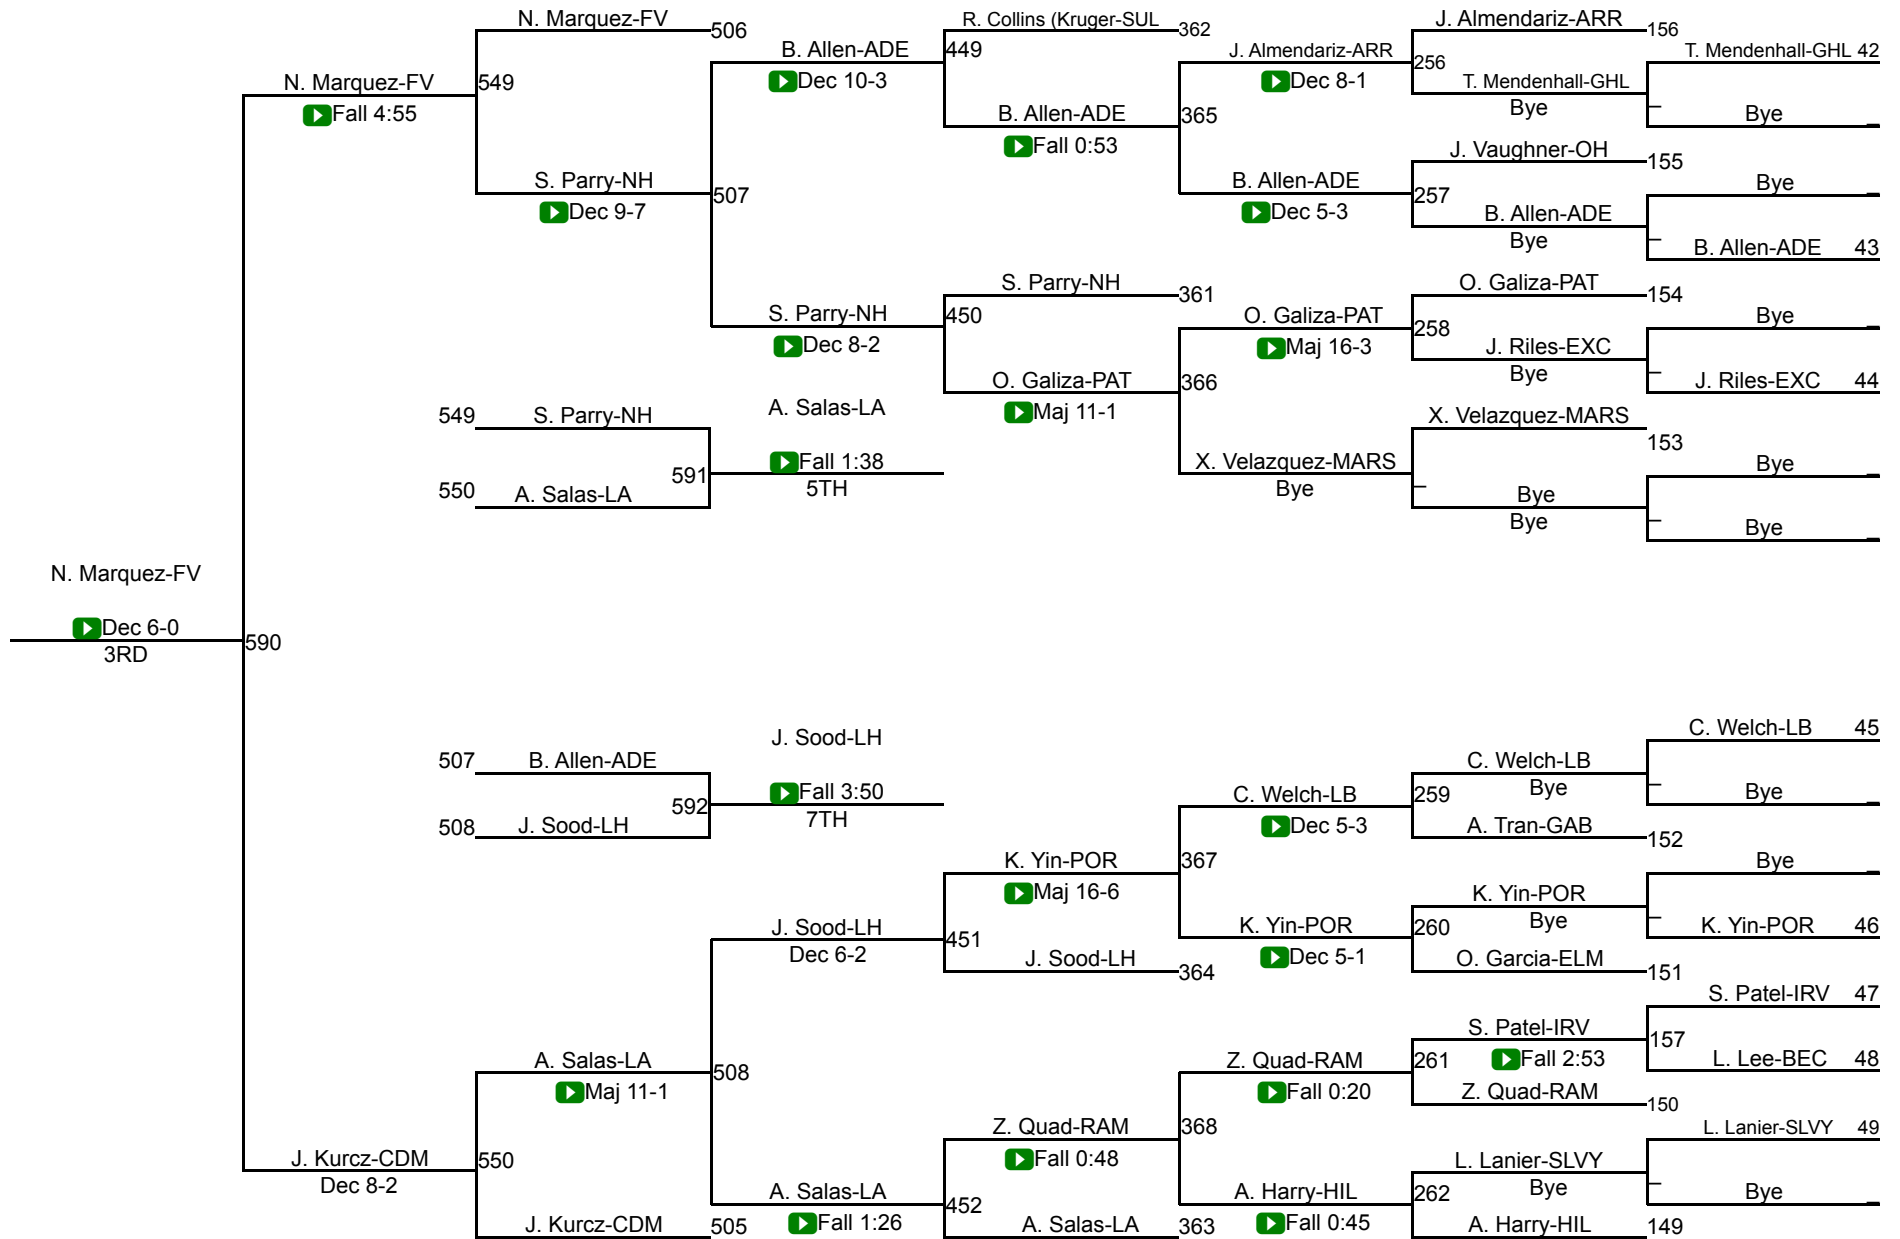 N. Marquez-FV
506
J. Almendariz-ARR
156
R. Collins (Kruger-SUL
362
B. Allen-ADE
449
J. Almendariz-ARR
256
T. Mendenhall-GHL 42
N. Marquez-FV
549
Dec 10-3
Dec 8-1
T. Mendenhall-GHL
Bye
Fall 4:55
B. Allen-ADE
365
Bye
Fall 0:53
J. Vaughner-OH
155
S. Parry-NH
507
B. Allen-ADE
257
Bye
Dec 9-7
Dec 5-3
B. Allen-ADE
Bye
B. Allen-ADE 43
S. Parry-NH
361
O. Galiza-PAT
154
S. Parry-NH
450
O. Galiza-PAT
258
Bye
Dec 8-2
Maj 16-3
J. Riles-EXC
Bye
O. Galiza-PAT
366
J. Riles-EXC 44
Maj 11-1
549
S. Parry-NH
A. Salas-LA
X. Velazquez-MARS
153
591
Fall 1:38
5TH
X. Velazquez-MARS
Bye
Bye
550
A. Salas-LA
Bye
Bye
Bye
N. Marquez-FV
Dec 6-0
3RD
590
J. Sood-LH
C. Welch-LB 45
507
B. Allen-ADE
C. Welch-LB
Bye
592
Fall 3:50
7TH
C. Welch-LB
259
Bye
Dec 5-3
508
J. Sood-LH
A. Tran-GAB
152
K. Yin-POR
367
Bye
Maj 16-6
K. Yin-POR
Bye
J. Sood-LH
451
K. Yin-POR
260
K. Yin-POR 46
Dec 6-2
Dec 5-1
J. Sood-LH
364
O. Garcia-ELM
151
S. Patel-IRV 47
S. Patel-IRV
157
Fall 2:53
A. Salas-LA
508
Z. Quad-RAM
261
L. Lee-BEC 48
Maj 11-1
Fall 0:20
Z. Quad-RAM
150
Z. Quad-RAM
368
L. Lanier-SLVY 49
Fall 0:48
J. Kurcz-CDM
550
L. Lanier-SLVY
Bye
Dec 8-2
A. Salas-LA
452
A. Harry-HIL
262
Bye
Fall 1:26
Fall 0:45
J. Kurcz-CDM
505
A. Salas-LA
363
A. Harry-HIL
149